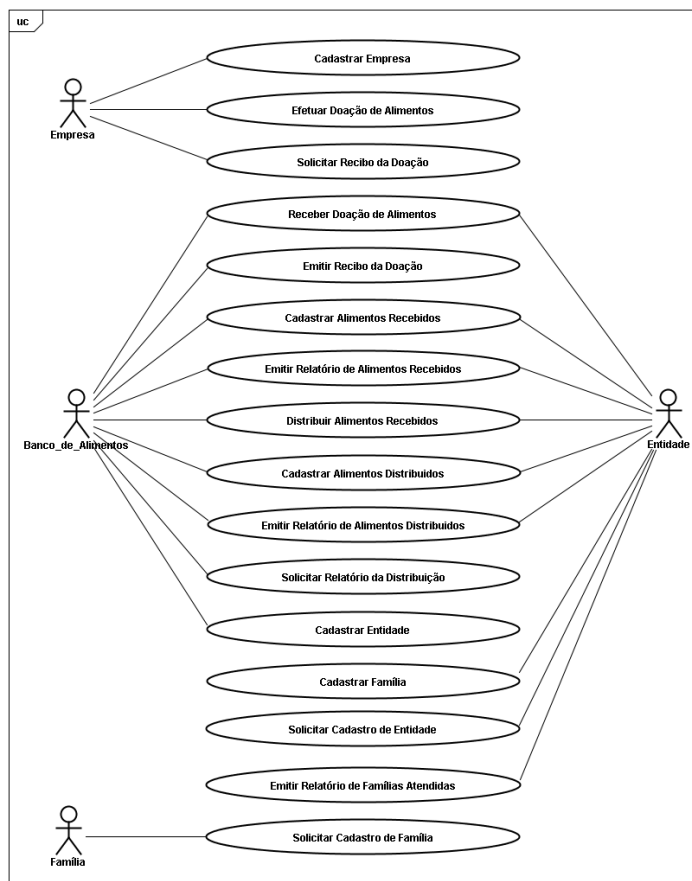 uc
Cadastrar Empresa
Efetuar Doação de Alimentos
Empresa
Solicitar Recibo da Doação
Receber Doação de Alimentos
Emitir Recibo da Doação
Cadastrar Alimentos Recebidos
Emitir Relatório de Alimentos Recebidos
Distribuir Alimentos Recebidos
Banco_de_Alimentos
Entidade
Cadastrar Alimentos Distribuidos
Emitir Relatório de Alimentos Distribuidos
Solicitar Relatório da Distribuição
Cadastrar Entidade
Cadastrar Família
Solicitar Cadastro de Entidade
Emitir Relatório de Famílias Atendidas
Solicitar Cadastro de Família
Família